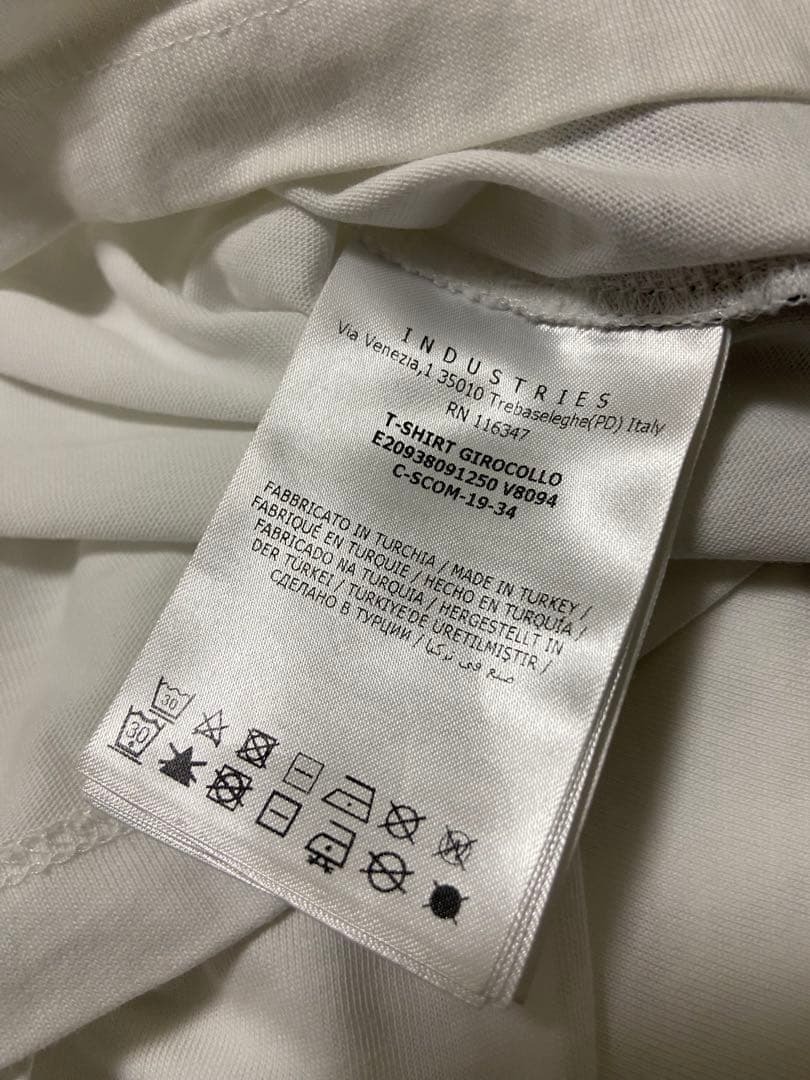 INDUSTRIES
Via Venezia,1 35010 Trebaseleghe(PD) Italy
RN 116347
T-SHIRT GIROCOLLO
E20938091250 V8094
C-SCOM-19-34
FABBRICATO IN TURCHIA / MADE IN TURKEY /
FABRIQUÉ EN TURQUIE / HECHO EN TURQUÍA /
FABRICADO NA TURQUIA / HERGESTELLT IN
DER TÜRKEI / TÜRKIYE'DE ÜRETILMIŞTIR /
СДЕЛАНО В ТУРЦИИ / صنع في تركيا
30
30
W